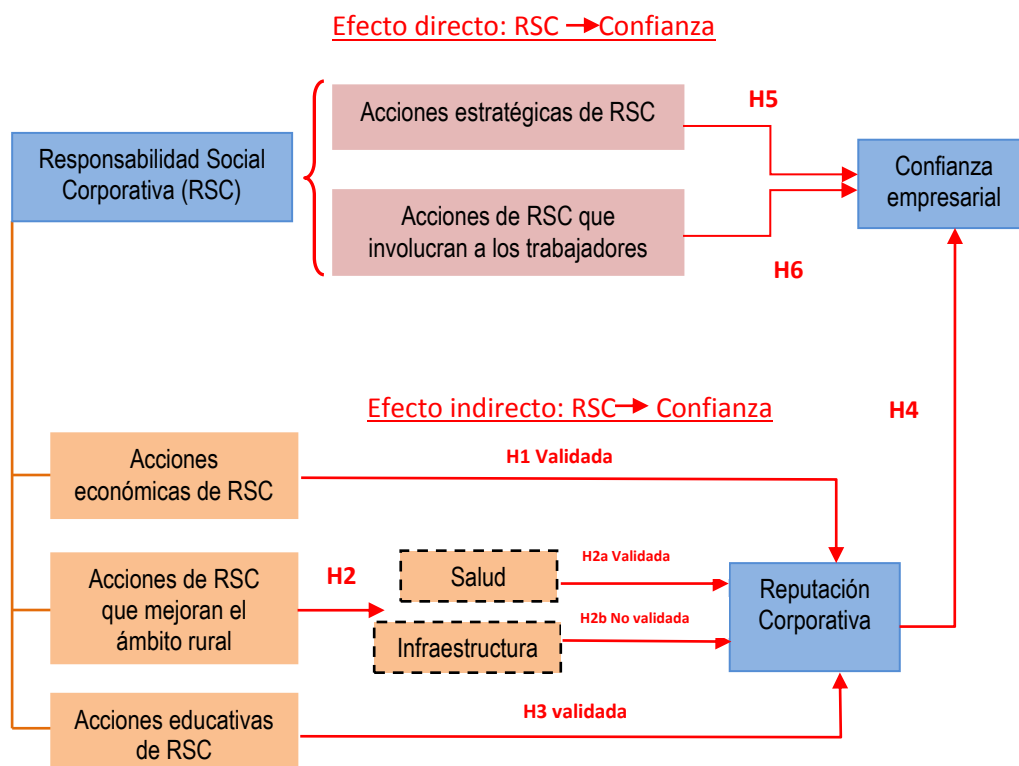 Efecto directo: RSC → Confianza
Acciones estratégicas de RSC
H5
Responsabilidad Social
Corporativa (RSC)
Confianza
empresarial
Acciones de RSC que
involucran a los trabajadores
H6
Efecto indirecto: RSC → Confianza
H4
Acciones
económicas de RSC
H1 Validada
Acciones de RSC
que mejoran el
ámbito rural
H2
Salud
H2a Validada
Infraestructura
H2b No validada
Reputación
Corporativa
Acciones educativas
de RSC
H3 validada